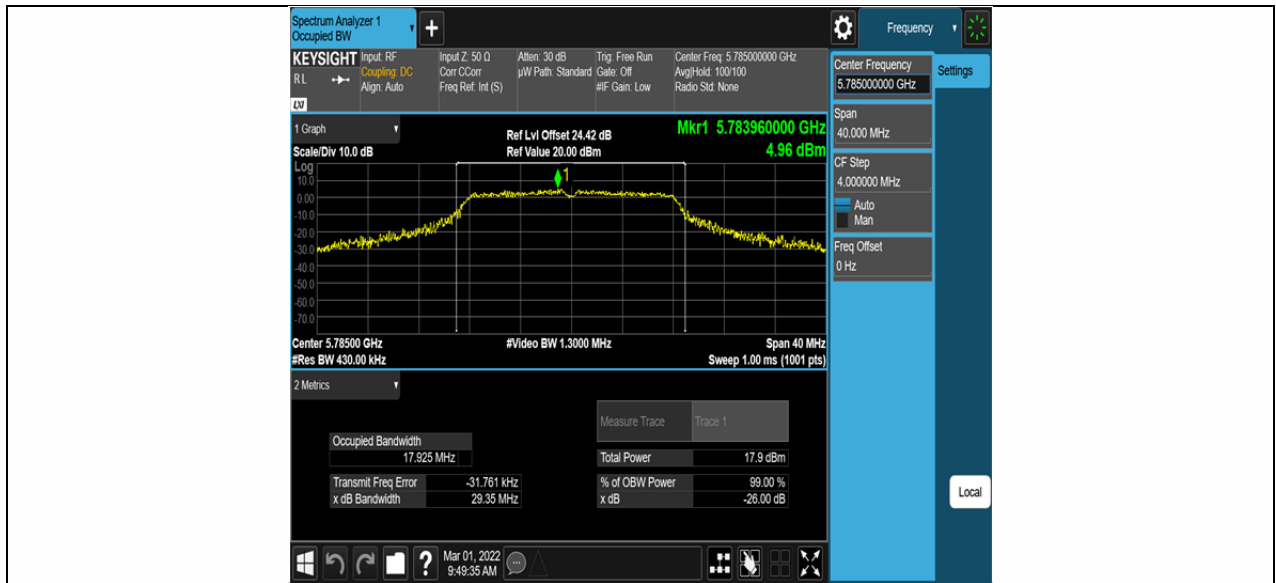 Spectrum Analyzer 1
Occupied BW
+
Frequency
KEYSIGHT
RL
LXI
Input: RF
Coupling: DC
Align: Auto
Input Z: 50 Ω
Corr CCorr
Freq Ref: Int (S)
Atten: 30 dB
µW Path: Standard
Trig: Free Run
Gate: Off
#IF Gain: Low
Center Freq: 5.785000000 GHz
Avg|Hold: 100/100
Radio Std: None
Center Frequency
5.785000000 GHz
Settings
Span
40.000 MHz
CF Step
4.000000 MHz
Auto
Man
Freq Offset
0 Hz
Local
1 Graph
Scale/Div 10.0 dB
Ref Lvl Offset 24.42 dB
Ref Value 20.00 dBm
Mkr1 5.783960000 GHz
4.96 dBm
Log
1
10.0
0.00
-10.0
-20.0
-30.0
-40.0
-50.0
-60.0
-70.0
Center 5.78500 GHz
#Res BW 430.00 kHz
#Video BW 1.3000 MHz
Span 40 MHz
Sweep 1.00 ms (1001 pts)
2 Metrics
Measure Trace Trace 1
Occupied Bandwidth
17.925 MHz
Total Power 17.9 dBm
Transmit Freq Error -31.761 kHz
% of OBW Power 99.00 %
x dB Bandwidth 29.35 MHz
x dB -26.00 dB
?
Mar 01, 2022
9:49:35 AM